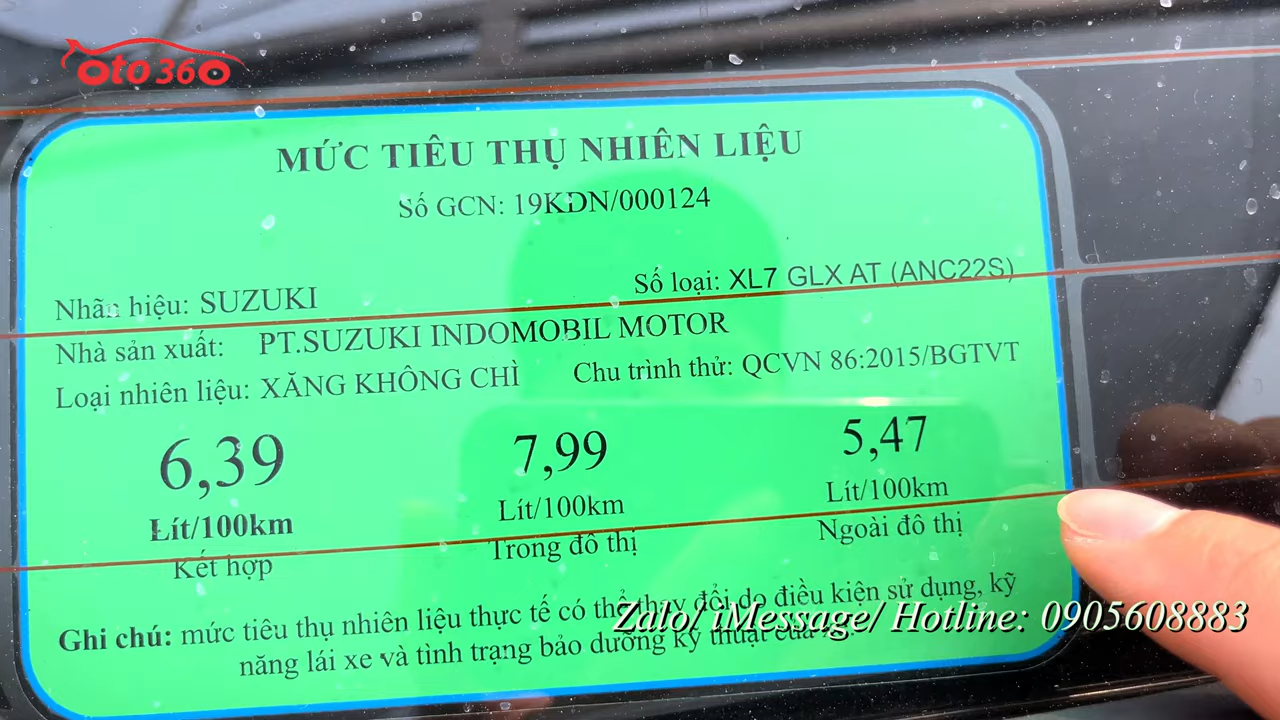 oto360
MỨC TIÊU THỤ NHIÊN LIỆU
Số GCN: 19KDN/000124
Nhãn hiệu: SUZUKI
Số loại: XL7 GLX AT (ANC22S)
Nhà sản xuất: PT.SUZUKI INDOMOBIL MOTOR
Loại nhiên liệu: XĂNG KHÔNG CHÌ
Chu trình thử: QCVN 86:2015/BGTVT
6,39
7,99
5,47
Lít/100km
Lít/100km
Lít/100km
Kết hợp
Trong đô thị
Ngoài đô thị
Ghi chú: mức tiêu thụ nhiên liệu thực tế có thể thay đổi do điều kiện sử dụng, kỹ
năng lái xe và tình trạng bảo dưỡng kỹ thuật của
Zalo/ iMessage/ Hotline: 0905608883